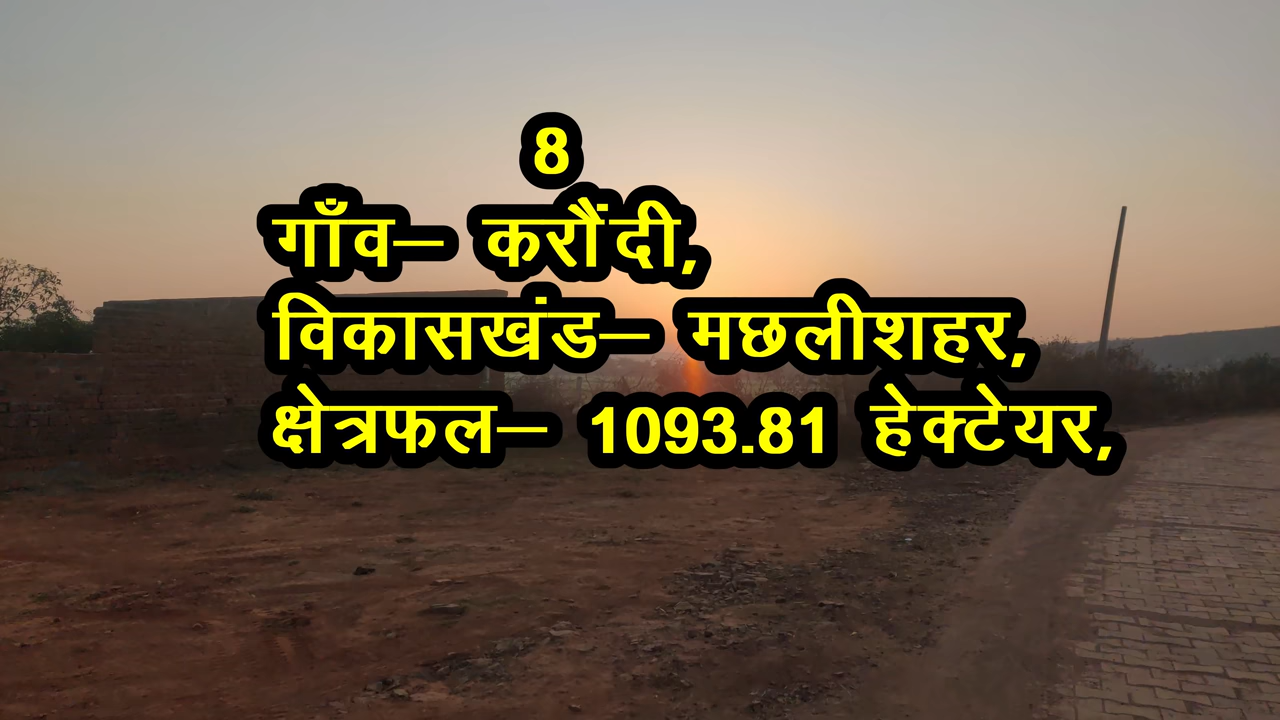 8
गाँव– करौंदी,
विकासखंड– मछलीशहर,
क्षेत्रफल– 1093.81 हेक्टेयर,